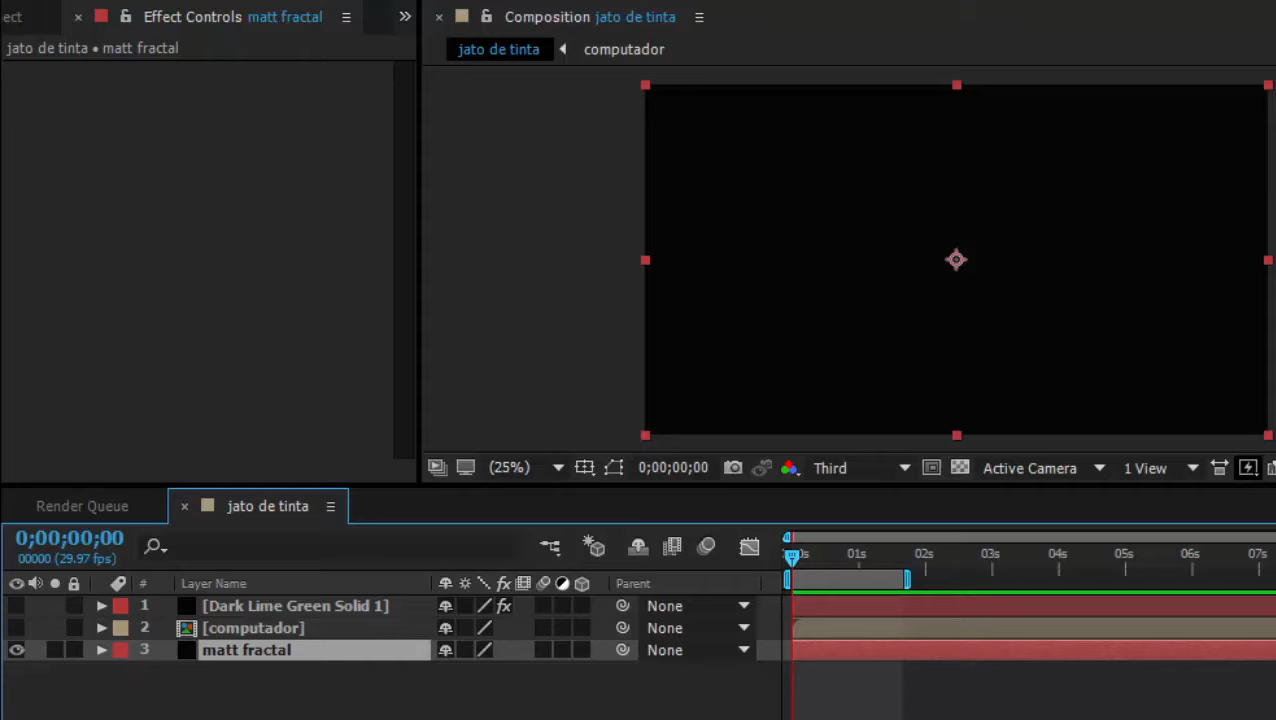 ect
Effect Controls matt fractal
Composition jato de tinta
jato de tinta • matt fractal
jato de tinta
computador
(25%)
0;00;00;00
Third
Active Camera
1 View
Render Queue
jato de tinta
0;00;00;00
00000 (29.97 fps)
0s 01s 02s 03s 04s 05s 06s 07s
# Layer Name fx Parent
1 [Dark Lime Green Solid 1] fx None
2 [computador] None
3 matt fractal None